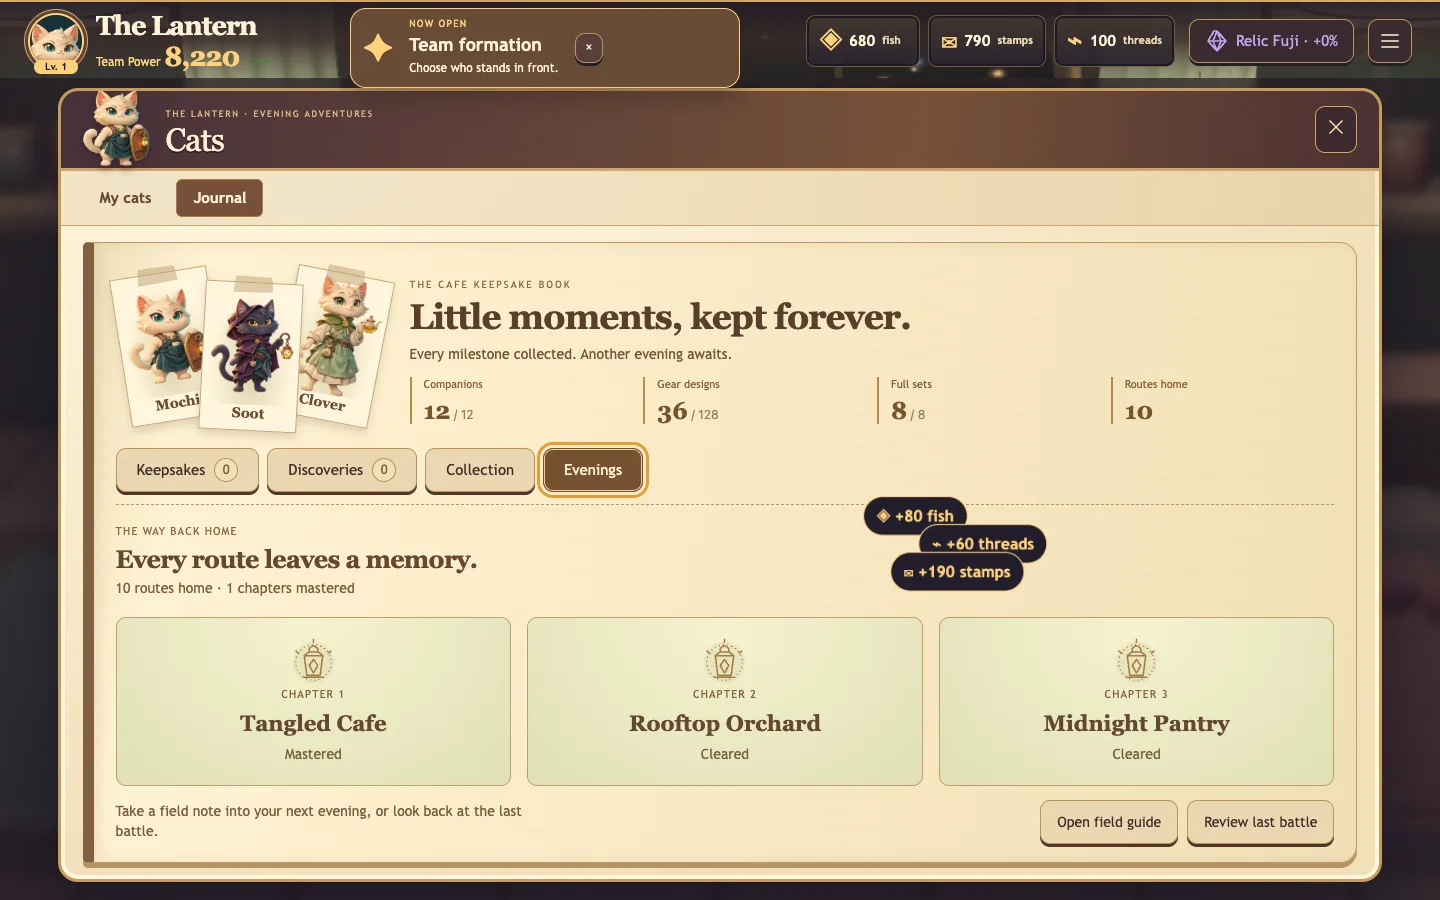 The Lantern
Lv. 1
Team Power 8,220
NOW OPEN
Team formation
Choose who stands in front.
×
680 fish
790 stamps
100 threads
Relic Fuji · +0%
THE LANTERN · EVENING ADVENTURES
Cats
My cats
Journal
Mochi
Soot
Clover
THE CAFE KEEPSAKE BOOK
Little moments, kept forever.
Every milestone collected. Another evening awaits.
Companions
12 / 12
Gear designs
36 / 128
Full sets
8 / 8
Routes home
10
Keepsakes 0
Discoveries 0
Collection
Evenings
+80 fish
+60 threads
+190 stamps
THE WAY BACK HOME
Every route leaves a memory.
10 routes home · 1 chapters mastered
CHAPTER 1
Tangled Cafe
Mastered
CHAPTER 2
Rooftop Orchard
Cleared
CHAPTER 3
Midnight Pantry
Cleared
Take a field note into your next evening, or look back at the last
battle.
Open field guide
Review last battle